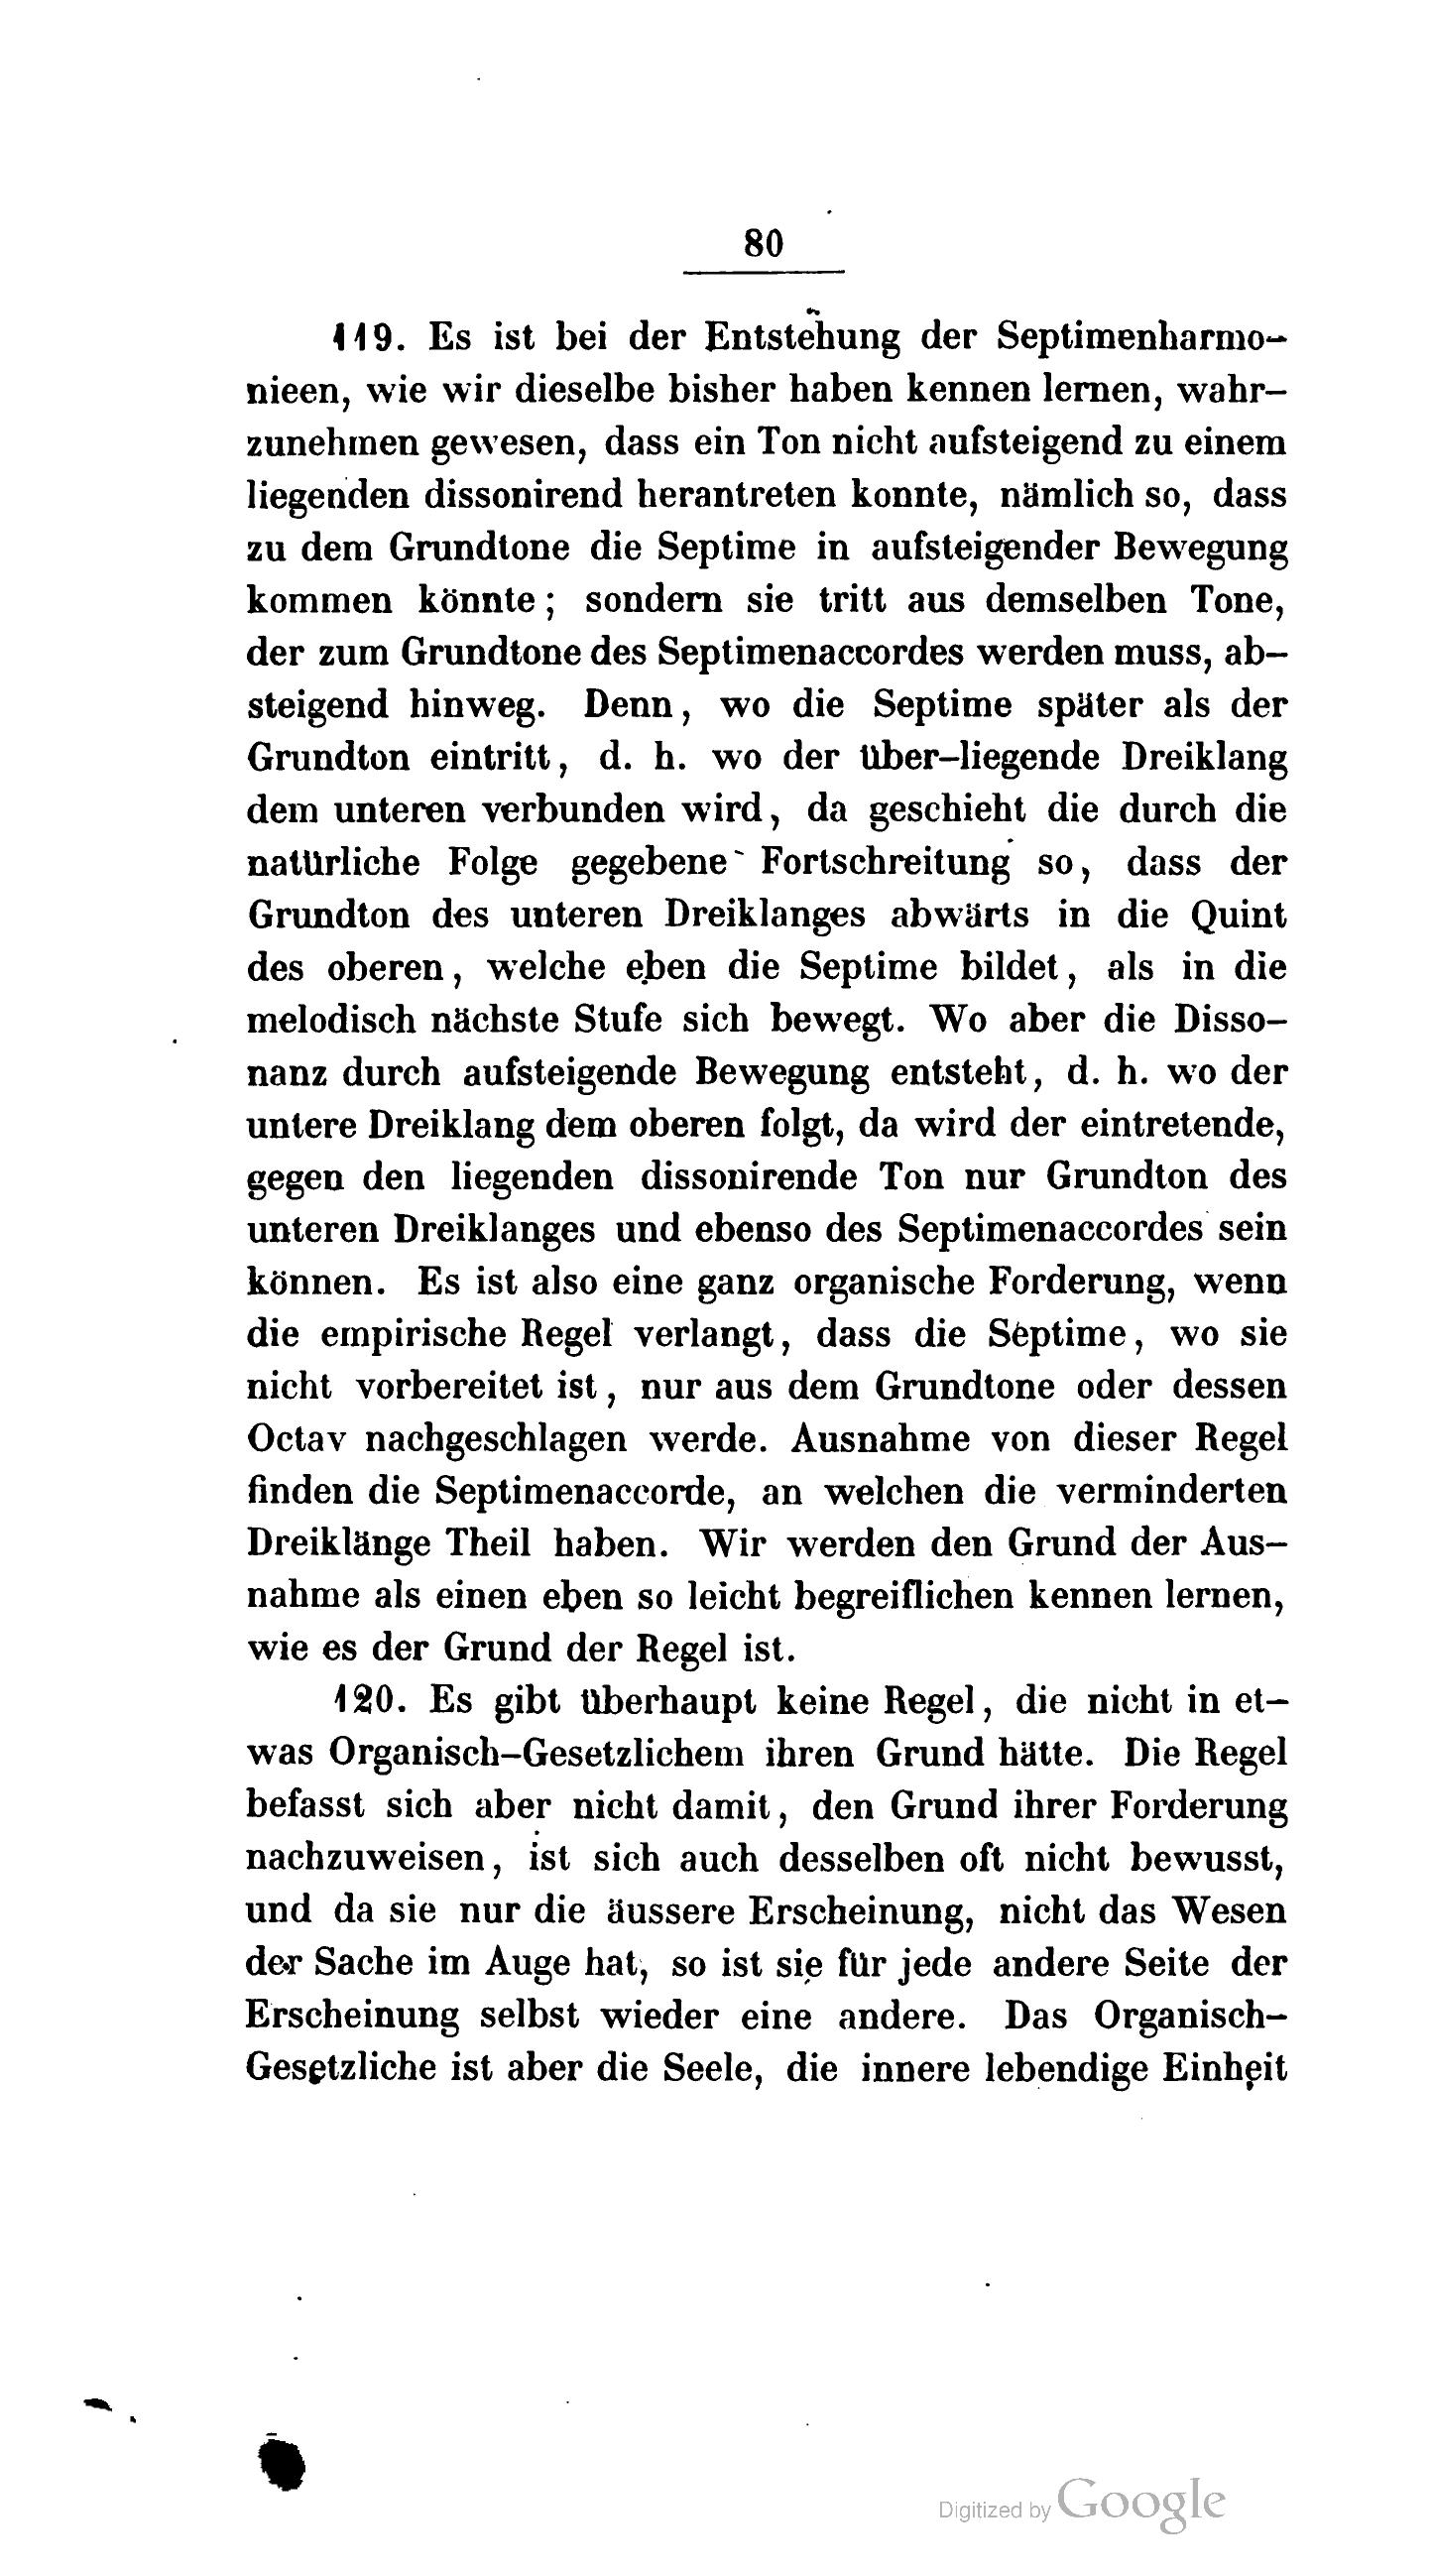 80
119. Es ist bei der Entstehung der Septimenharmo-
nieen, wie wir dieselbe bisher haben kennen lernen, wahr-
zunehmen gewesen, dass ein Ton nicht aufsteigend zu einem
liegenden dissonirend herantreten konnte, nämlich so, dass
zu dem Grundtone die Septime in aufsteigender Bewegung
kommen könnte; sondern sie tritt aus demselben Tone,
der zum Grundtone des Septimenaccordes werden muss, ab-
steigend hinweg. Denn, wo die Septime später als der
Grundton eintritt, d. h. wo der über-liegende Dreiklang
dem unteren verbunden wird, da geschieht die durch die
natürliche Folge gegebene Fortschreitung so, dass der
Grundton des unteren Dreiklanges abwärts in die Quint
des oberen, welche eben die Septime bildet, als in die
melodisch nächste Stufe sich bewegt. Wo aber die Disso-
nanz durch aufsteigende Bewegung entsteht, d. h. wo der
untere Dreiklang dem oberen folgt, da wird der eintretende,
gegen den liegenden dissonirende Ton nur Grundton des
unteren Dreiklanges und ebenso des Septimenaccordes sein
können. Es ist also eine ganz organische Forderung, wenn
die empirische Regel verlangt, dass die Septime, wo sie
nicht vorbereitet ist, nur aus dem Grundtone oder dessen
Octav nachgeschlagen werde. Ausnahme von dieser Regel
finden die Septimenaccorde, an welchen die verminderten
Dreiklänge Theil haben. Wir werden den Grund der Aus-
nahme als einen eben so leicht begreiflichen kennen lernen,
wie es der Grund der Regel ist.
120. Es gibt überhaupt keine Regel, die nicht in et-
was Organisch-Gesetzlichem ihren Grund hätte. Die Regel
befasst sich aber nicht damit, den Grund ihrer Forderung
nachzuweisen, ist sich auch desselben oft nicht bewusst,
und da sie nur die äussere Erscheinung, nicht das Wesen
der Sache im Auge hat, so ist sie für jede andere Seite der
Erscheinung selbst wieder eine andere. Das Organisch-
Gesetzliche ist aber die Seele, die innere lebendige Einheit
Digitized by Google